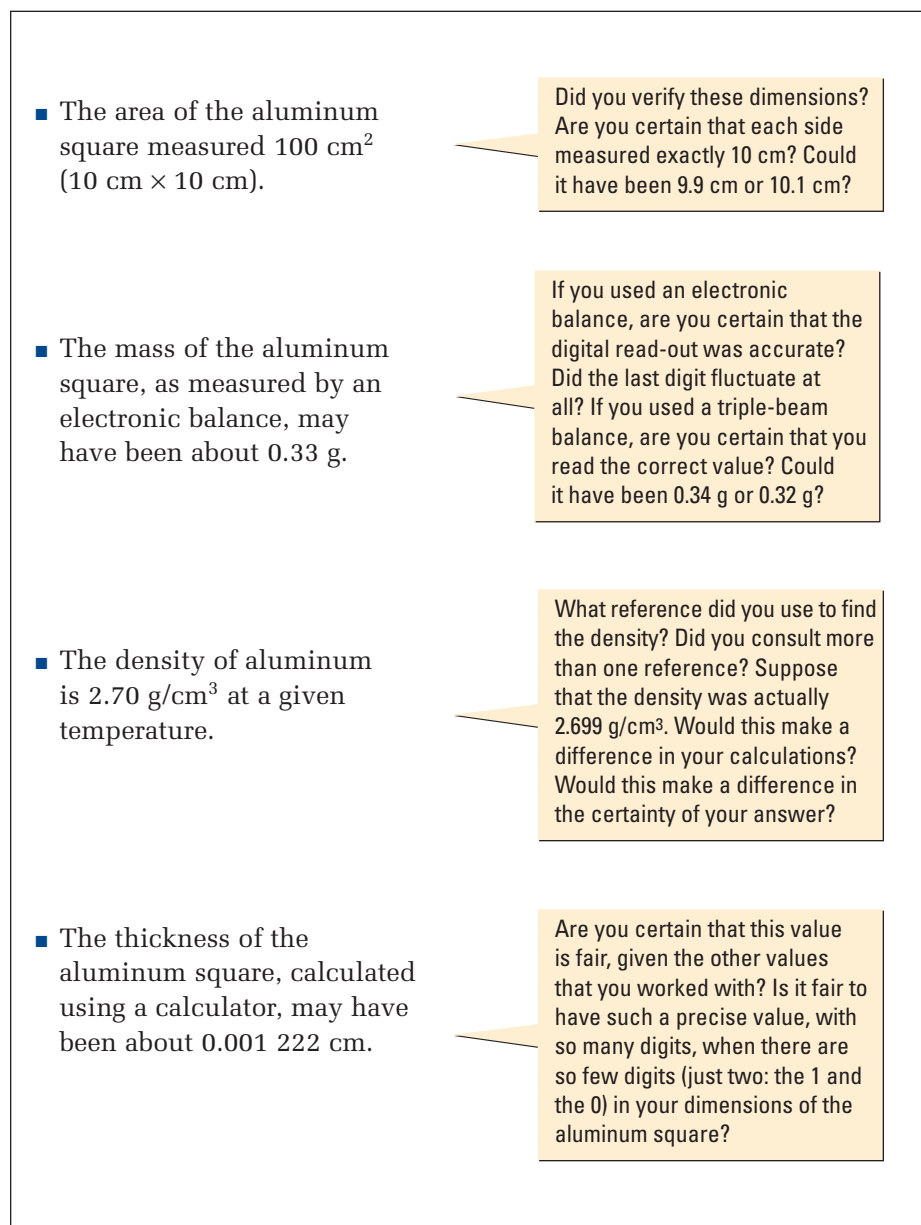 ■ The area of the aluminum
square measured 100 cm²
(10 cm × 10 cm).
Did you verify these dimensions?
Are you certain that each side
measured exactly 10 cm? Could
it have been 9.9 cm or 10.1 cm?
■ The mass of the aluminum
square, as measured by an
electronic balance, may
have been about 0.33 g.
If you used an electronic
balance, are you certain that the
digital read-out was accurate?
Did the last digit fluctuate at
all? If you used a triple-beam
balance, are you certain that you
read the correct value? Could
it have been 0.34 g or 0.32 g?
■ The density of aluminum
is 2.70 g/cm³ at a given
temperature.
What reference did you use to find
the density? Did you consult more
than one reference? Suppose
that the density was actually
2.699 g/cm³. Would this make a
difference in your calculations?
Would this make a difference in
the certainty of your answer?
■ The thickness of the
aluminum square, calculated
using a calculator, may have
been about 0.001 222 cm.
Are you certain that this value
is fair, given the other values
that you worked with? Is it fair to
have such a precise value, with
so many digits, when there are
so few digits (just two: the 1 and
the 0) in your dimensions of the
aluminum square?